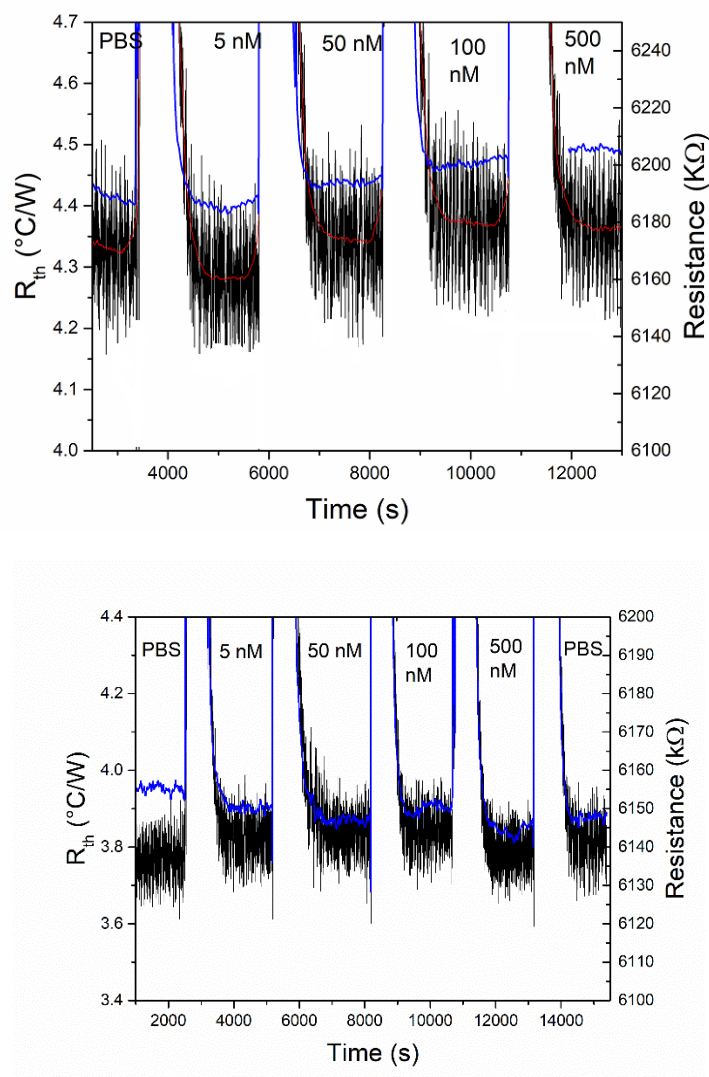 4.7
4.6
4.5
4.4
4.3
4.2
4.1
4.0
R_th (°C/W)
PBS
5 nM
50 nM
100
nM
500
nM
6240
6220
6200
6180
6160
6140
6120
6100
Resistance (KΩ)
4000 6000 8000 10000 12000
Time (s)
4.4
4.2
4.0
3.8
3.6
3.4
R_th (°C/W)
PBS
5 nM
50 nM
100
nM
500
nM
PBS
6200
6190
6180
6170
6160
6150
6140
6130
6120
6110
6100
Resistance (kΩ)
2000 4000 6000 8000 10000 12000 14000
Time (s)